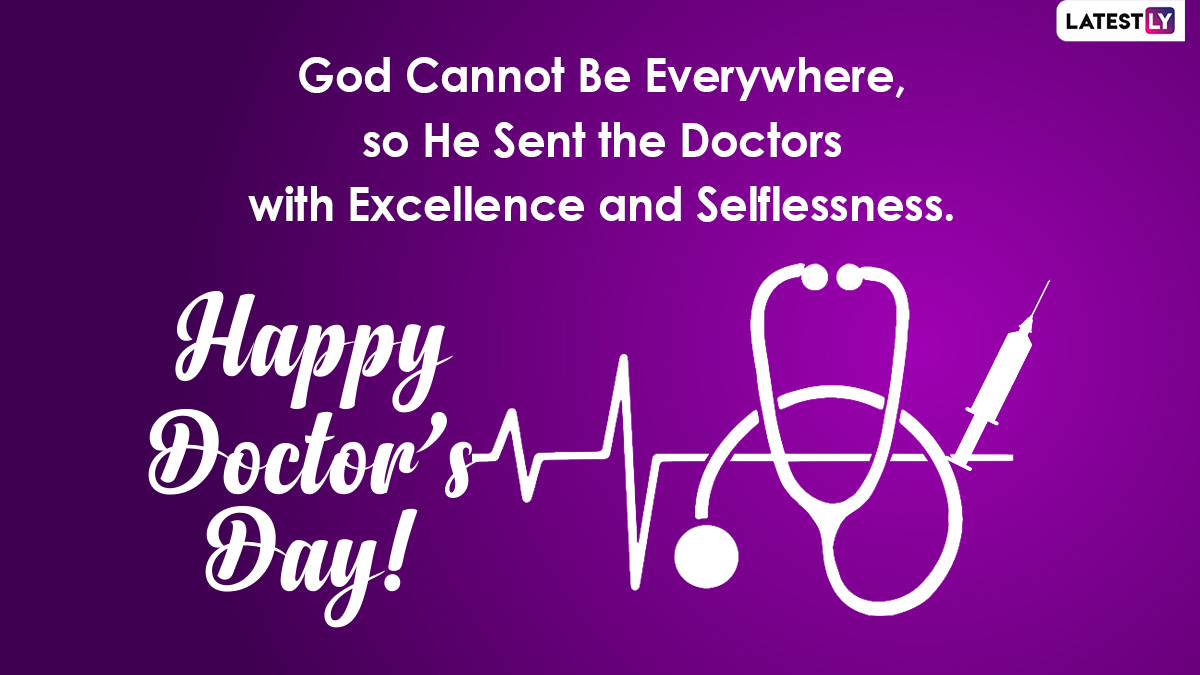 LATESTLY
God Cannot Be Everywhere,
so He Sent the Doctors
with Excellence and Selflessness.
Happy
Doctor's
Day!